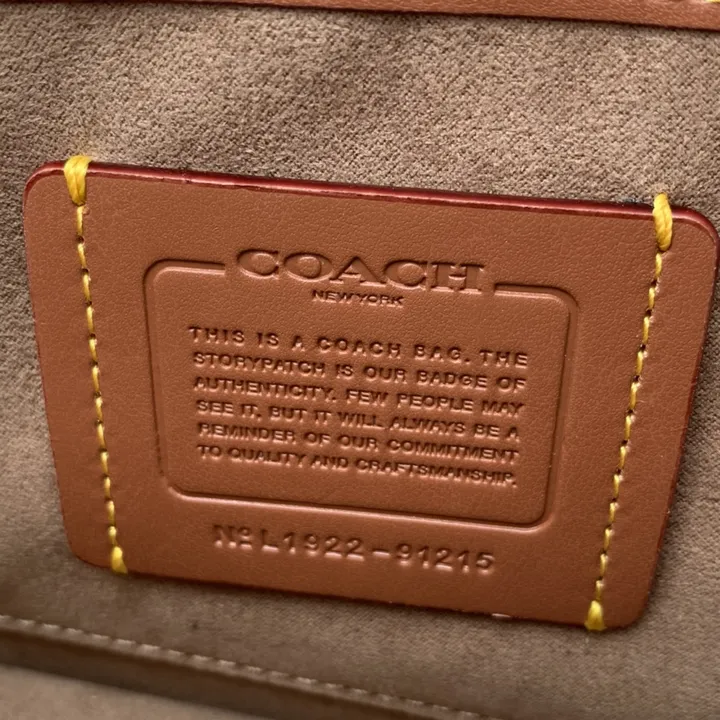 COACH
NEW YORK
THIS IS A COACH BAG. THE
STORYPATCH IS OUR BADGE OF
AUTHENTICITY. FEW PEOPLE MAY
SEE IT, BUT IT WILL ALWAYS BE A
REMINDER OF OUR COMMITMENT
TO QUALITY AND CRAFTSMANSHIP.
Nº L1922-91215